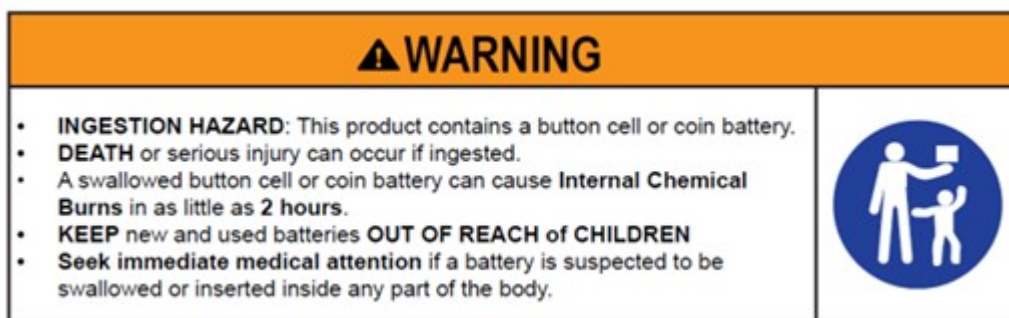 WARNING
• INGESTION HAZARD: This product contains a button cell or coin battery.
• DEATH or serious injury can occur if ingested.
• A swallowed button cell or coin battery can cause Internal Chemical
Burns in as little as 2 hours.
• KEEP new and used batteries OUT OF REACH of CHILDREN
• Seek immediate medical attention if a battery is suspected to be
swallowed or inserted inside any part of the body.